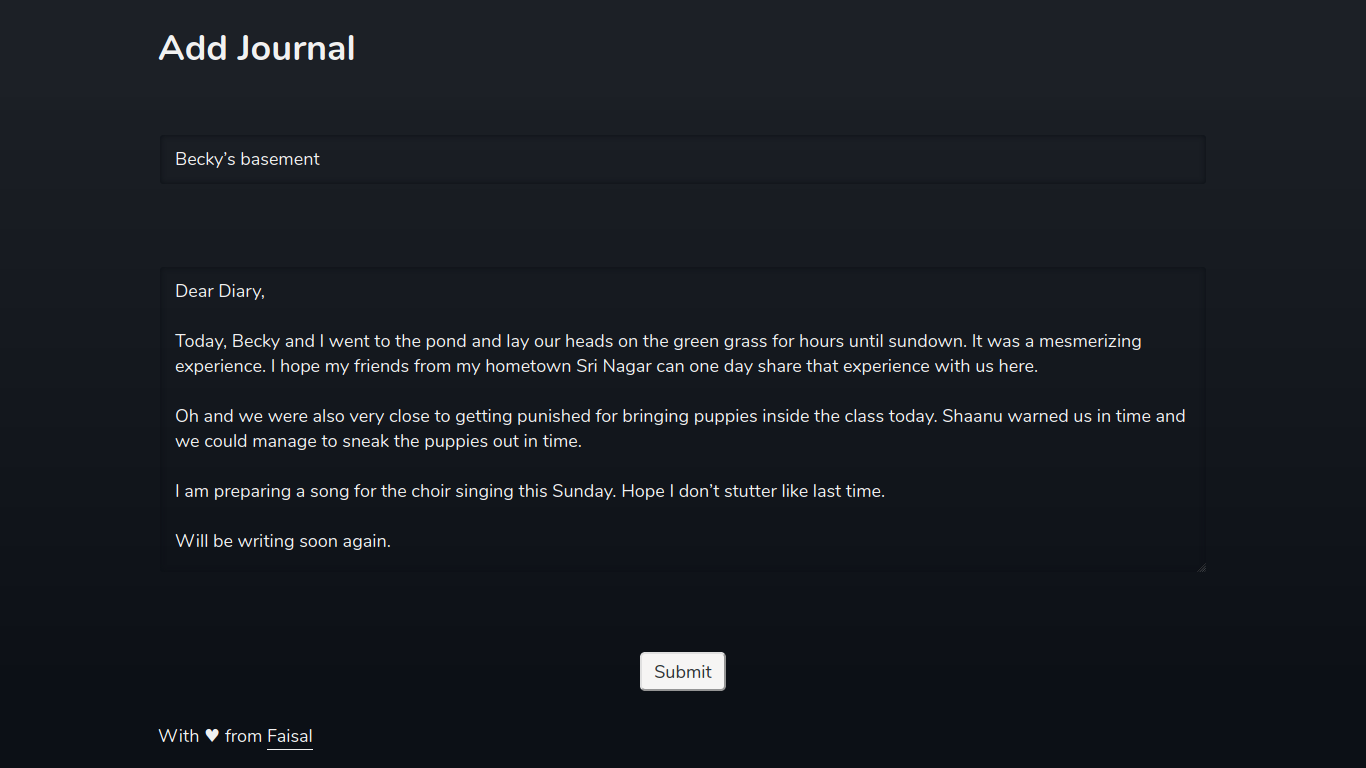 Add Journal
Becky’s basement
Dear Diary,
Today, Becky and I went to the pond and lay our heads on the green grass for hours until sundown. It was a mesmerizing
experience. I hope my friends from my hometown Sri Nagar can one day share that experience with us here.
Oh and we were also very close to getting punished for bringing puppies inside the class today. Shaanu warned us in time and
we could manage to sneak the puppies out in time.
I am preparing a song for the choir singing this Sunday. Hope I don’t stutter like last time.
Will be writing soon again.
Submit
With ♥ from Faisal